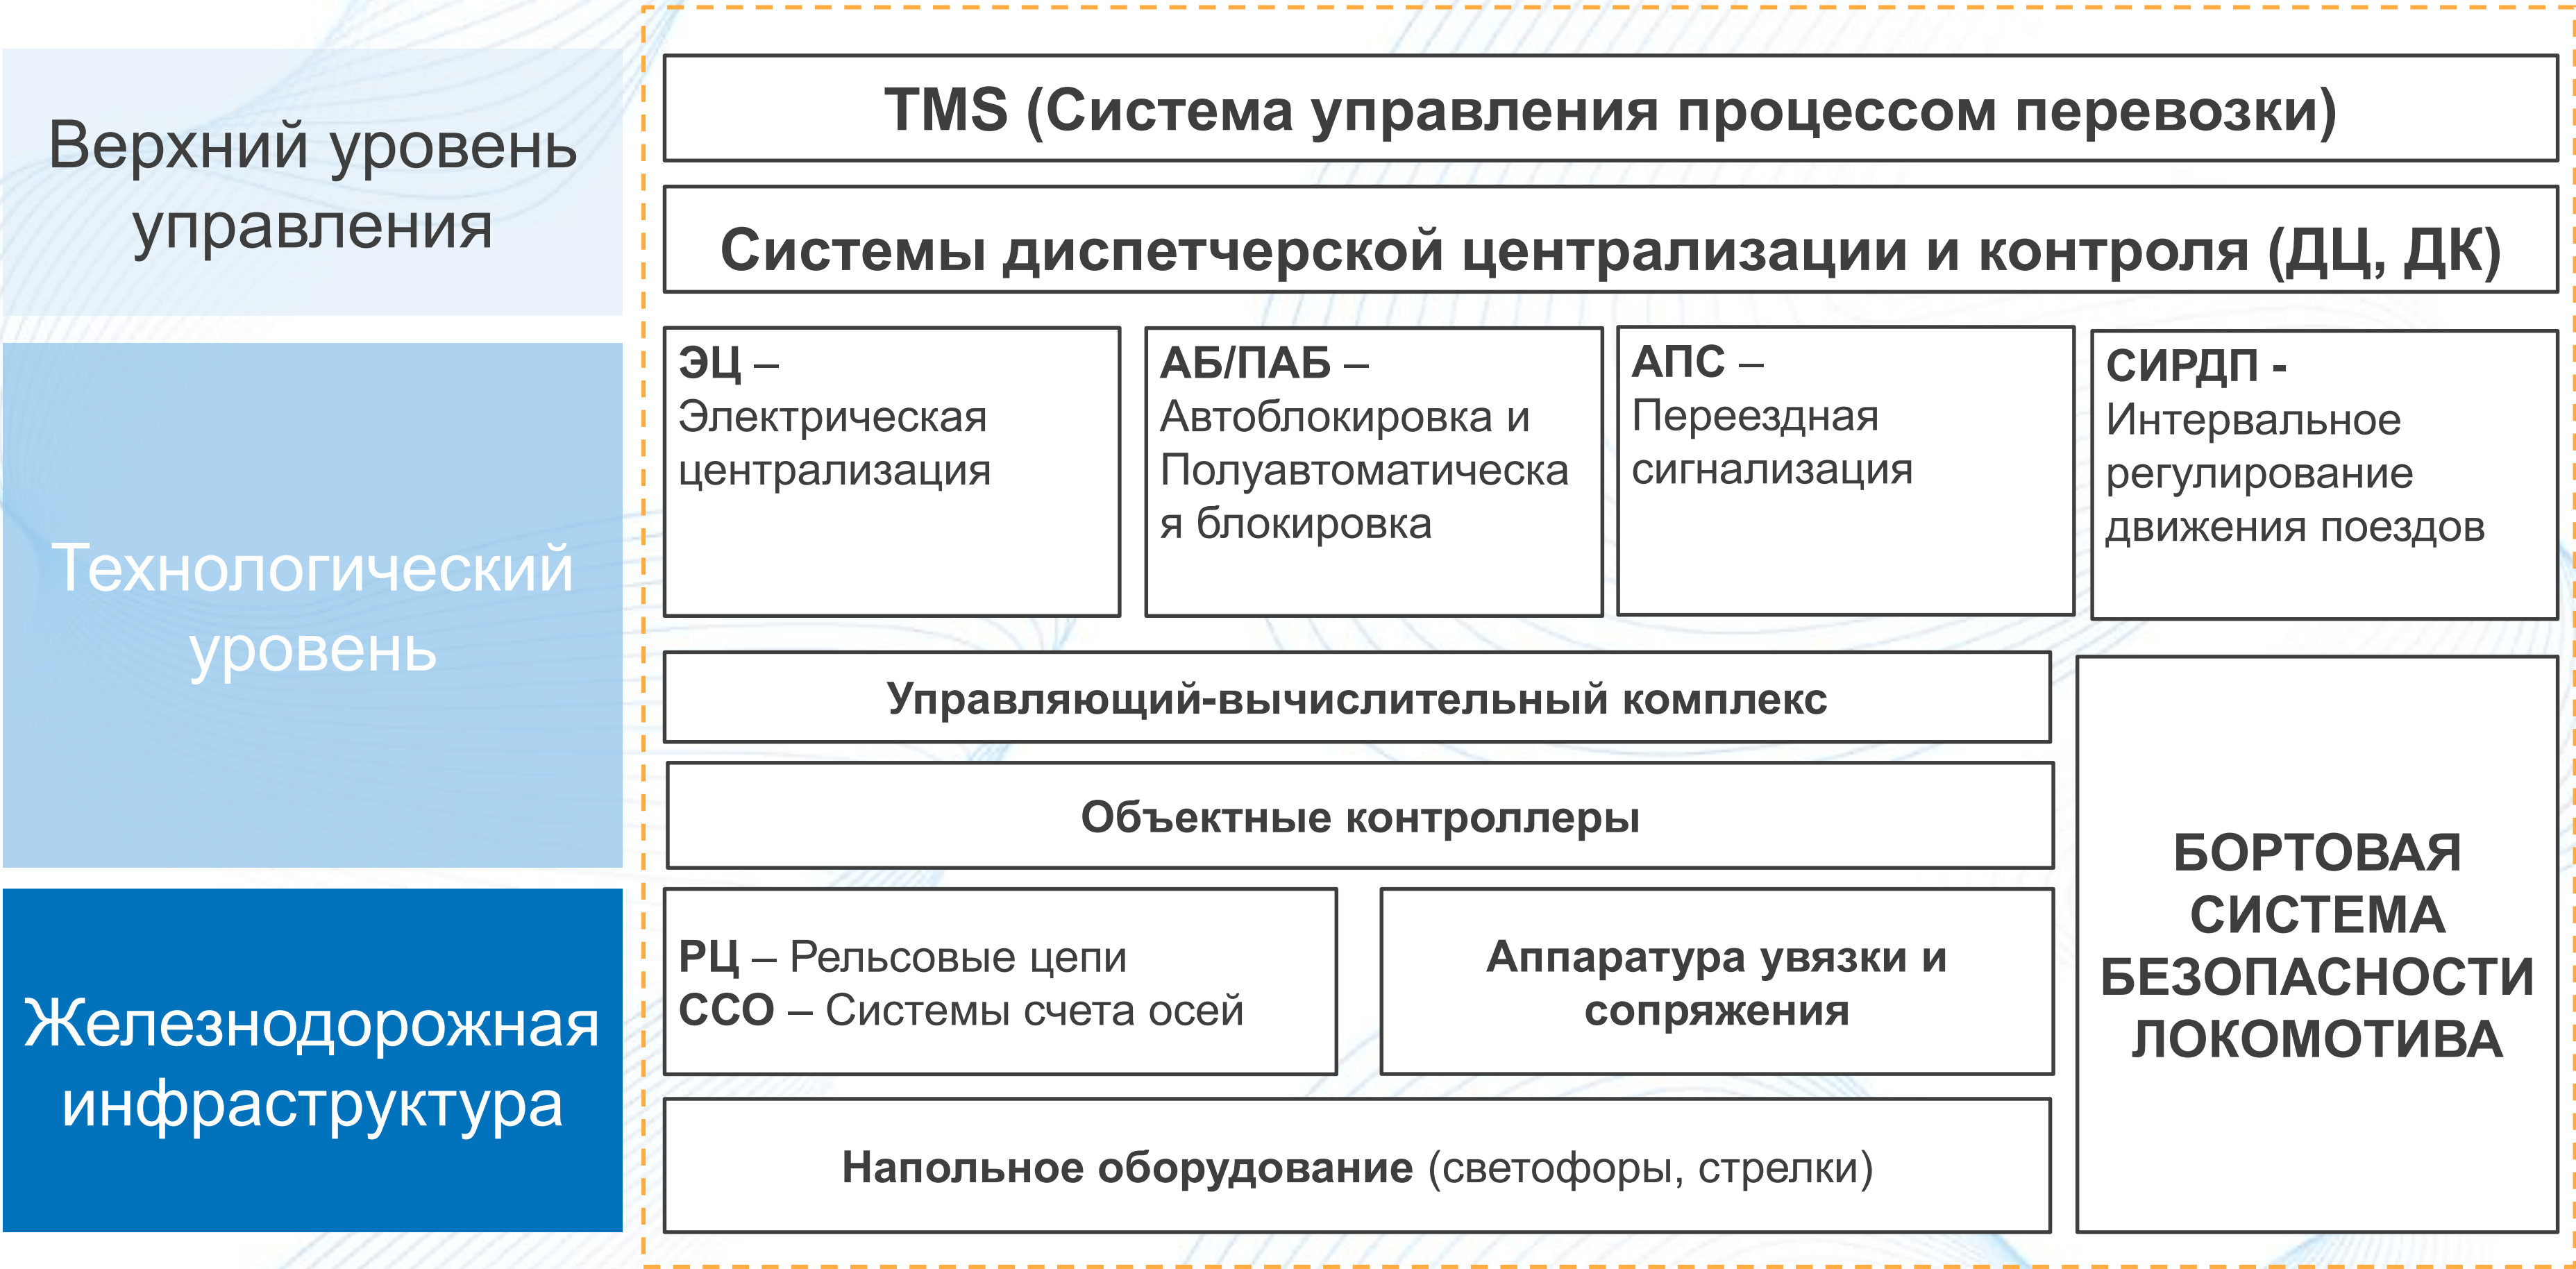 Верхний уровень
управления
TMS (Система управления процессом перевозки)
Системы диспетчерской централизации и контроля (ДЦ, ДК)
Технологический
уровень
ЭЦ –
Электрическая
централизация
АБ/ПАБ –
Автоблокировка и
Полуавтоматическа
я блокировка
АПС –
Переездная
сигнализация
СИРДП -
Интервальное
регулирование
движения поездов
Управляющий-вычислительный комплекс
Объектные контроллеры
Железнодорожная
инфраструктура
РЦ – Рельсовые цепи
ССО – Системы счета осей
Аппаратура увязки и
сопряжения
Напольное оборудование (светофоры, стрелки)
БОРТОВАЯ
СИСТЕМА
БЕЗОПАСНОСТИ
ЛОКОМОТИВА